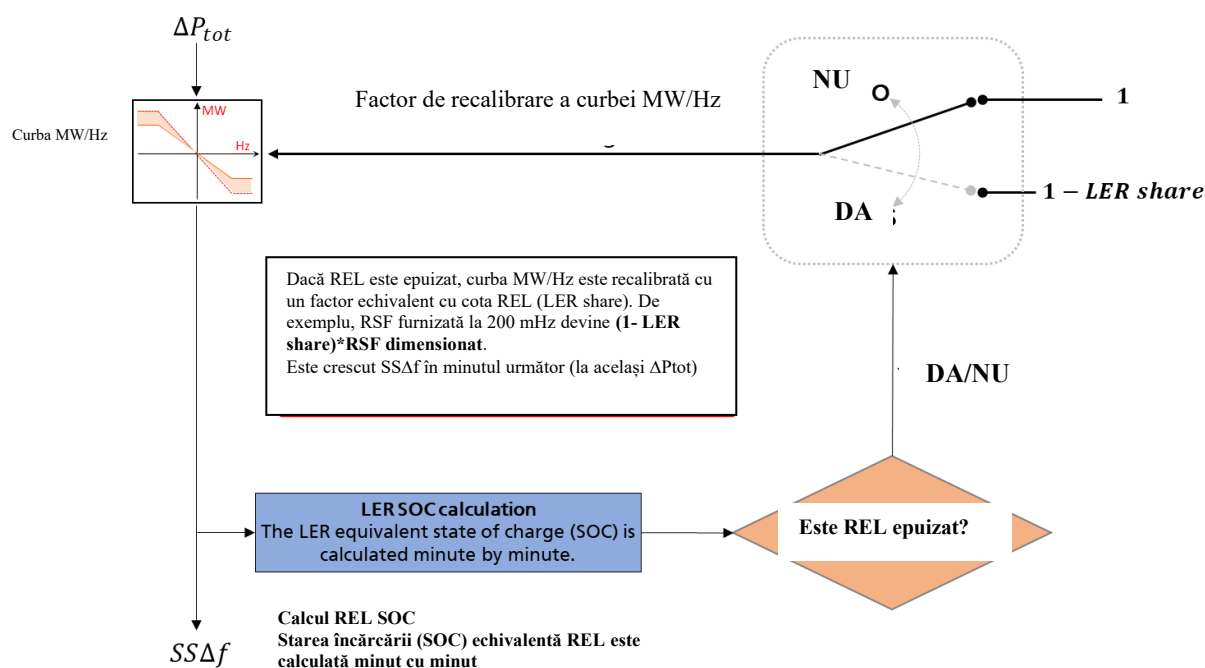 ΔP_tot
MW
Hz
Curba MW/Hz
Factor de recalibrare a curbei MW/Hz
NU
O
1
1 − LER share
DA
Dacă REL este epuizat, curba MW/Hz este recalibrată cu
un factor echivalent cu cota REL (LER share). De
exemplu, RSF furnizată la 200 mHz devine (1- LER
share)*RSF dimensionat.
Este crescut SSΔf în minutul următor (la același ΔPtot)
DA/NU
LER SOC calculation
The LER equivalent state of charge (SOC) is
calculated minute by minute.
Este REL epuizat?
Calcul REL SOC
Starea încărcării (SOC) echivalentă REL este
calculată minut cu minut
SSΔf